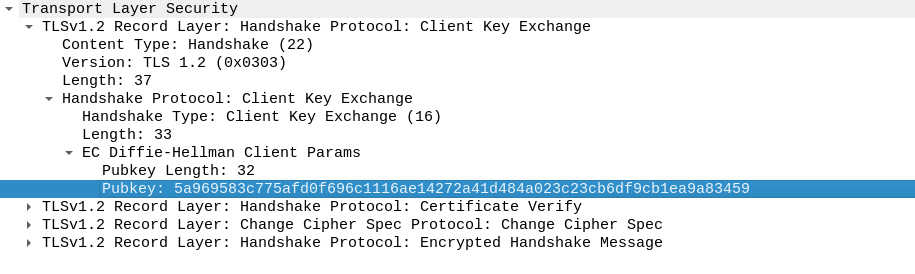 Transport Layer Security
TLSv1.2 Record Layer: Handshake Protocol: Client Key Exchange
Content Type: Handshake (22)
Version: TLS 1.2 (0x0303)
Length: 37
Handshake Protocol: Client Key Exchange
Handshake Type: Client Key Exchange (16)
Length: 33
EC Diffie-Hellman Client Params
Pubkey Length: 32
Pubkey: 5a969583c775afd0f696c1116ae14272a41d484a023c23cb6df9cb1ea9a83459
TLSv1.2 Record Layer: Handshake Protocol: Certificate Verify
TLSv1.2 Record Layer: Change Cipher Spec Protocol: Change Cipher Spec
TLSv1.2 Record Layer: Handshake Protocol: Encrypted Handshake Message